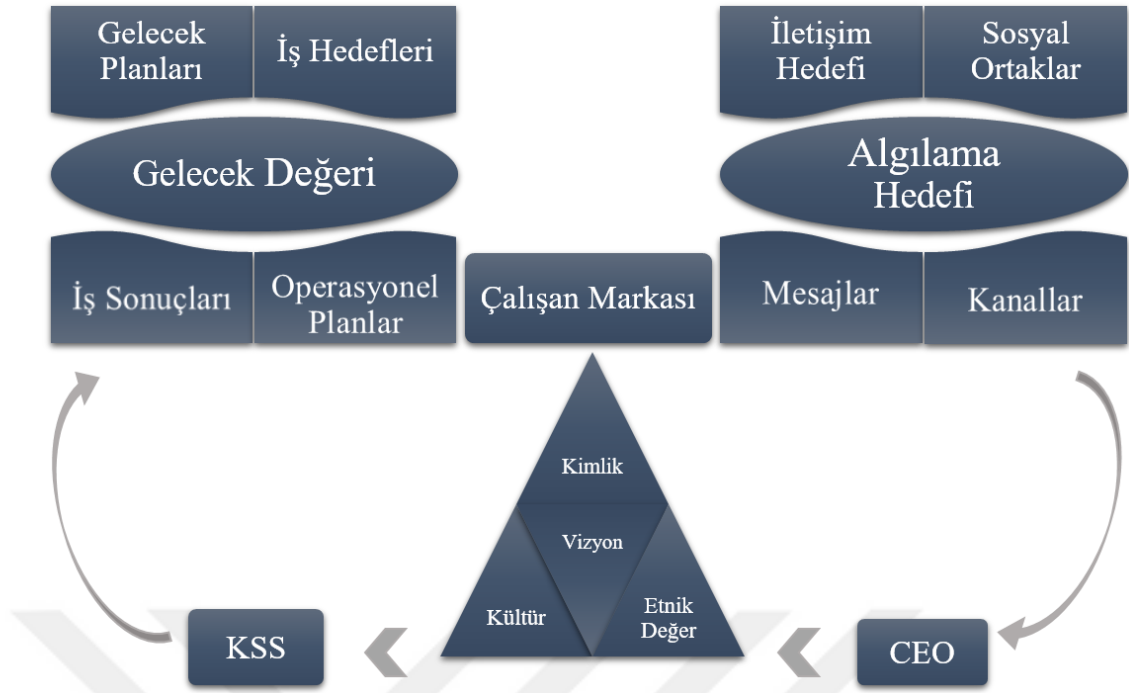 Gelecek
Planları
İş Hedefleri
Gelecek Değeri
İş Sonuçları
Operasyonel
Planlar
Çalışan Markası
İletişim
Hedefi
Sosyal
Ortaklar
Algılama
Hedefi
Mesajlar
Kanallar
Kimlik
Vizyon
Kültür
Etnik
Değer
KSS
CEO